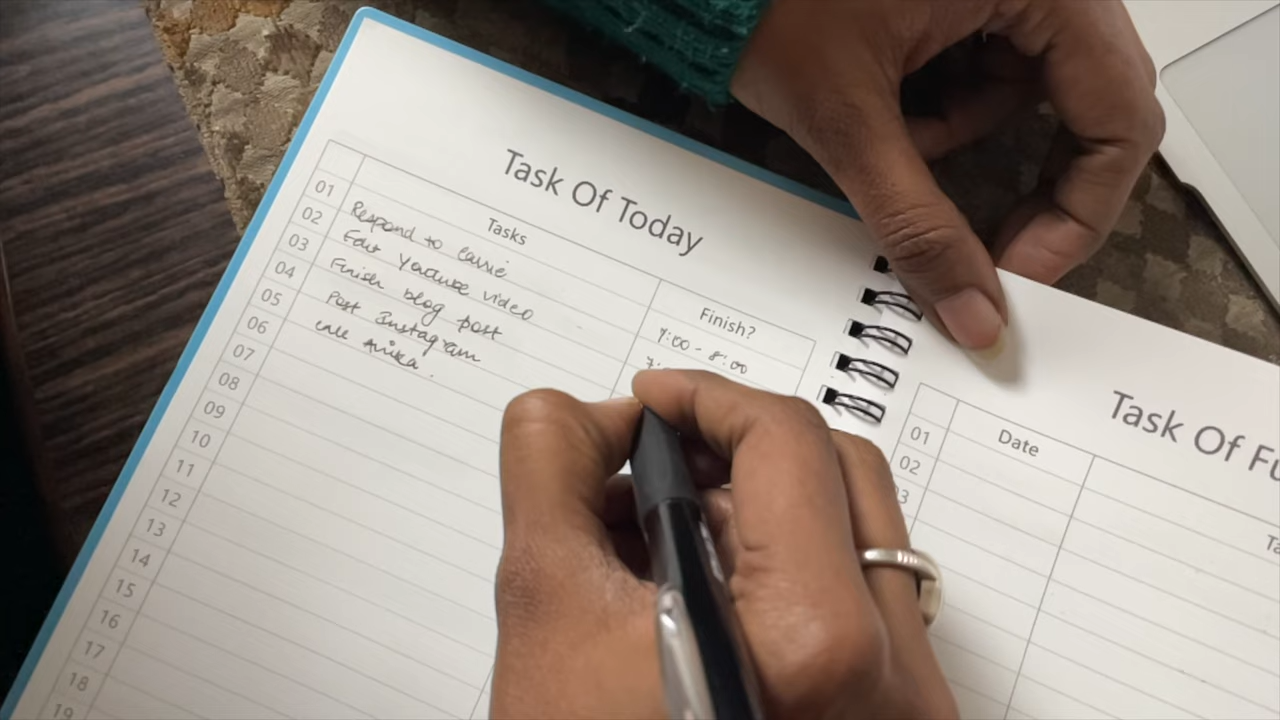 Task Of Today
Tasks
Finish?
01
02 Respond to Carrie 7:00 - 8:00
03 Edit Youtube video
04 Finish blog post
05 Post Instagram
06 call Anika.
07
08
09
10
11
12
13
14
15
16
17
18
19
Task Of
Date
01
02